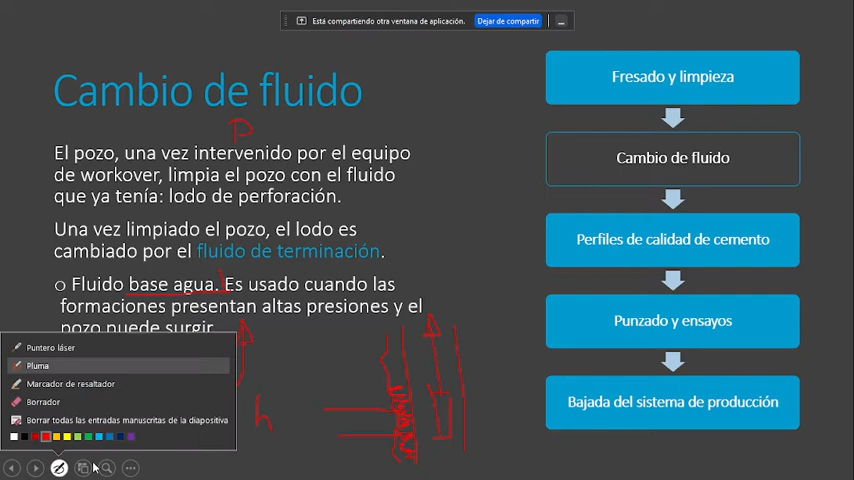 Está compartiendo otra ventana de aplicación.
Dejar de compartir
Cambio de fluido
P
El pozo, una vez intervenido por el equipo
de workover, limpia el pozo con el fluido
que ya tenía: lodo de perforación.
Una vez limpiado el pozo, el lodo es
cambiado por el fluido de terminación.
o Fluido base agua. Es usado cuando las
formaciones presentan altas presiones y el
pozo puede surgir
h
Puntero láser
Pluma
Marcador de resaltador
Borrador
Borrar todas las entradas manuscritas de la diapositiva
Fresado y limpieza
Cambio de fluido
Perfiles de calidad de cemento
Punzado y ensayos
Bajada del sistema de producción